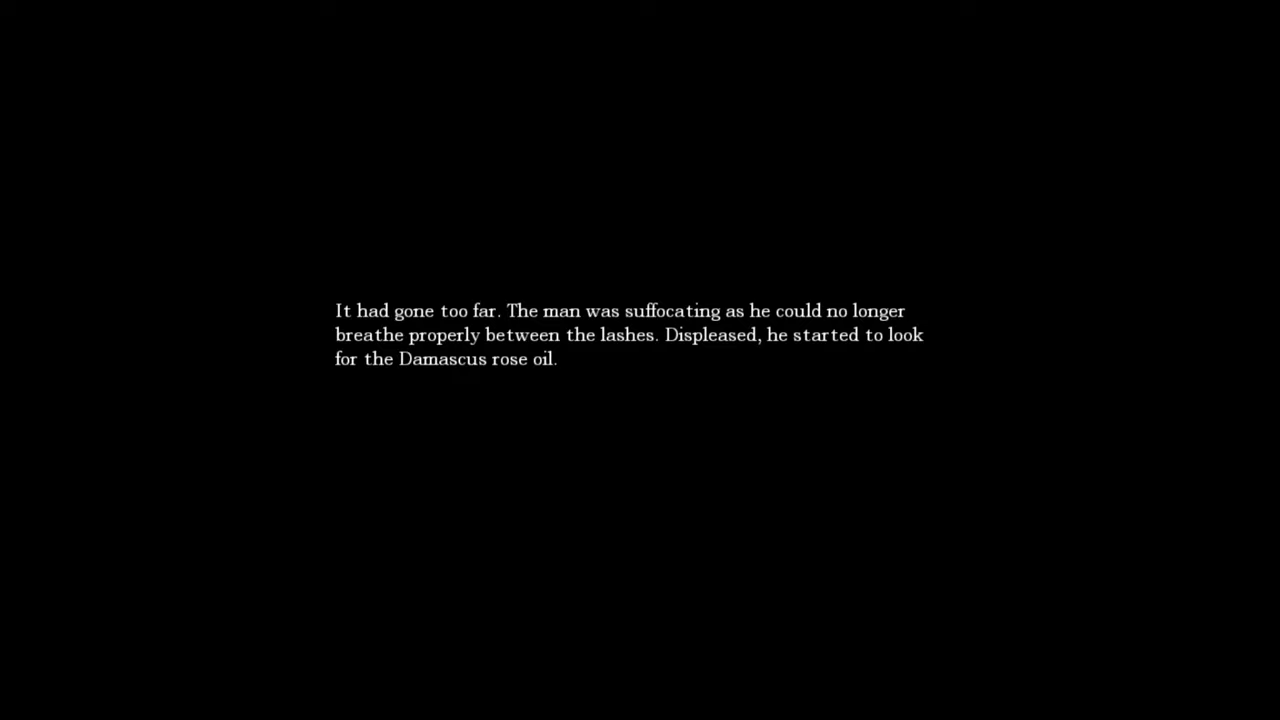 It had gone too far. The man was suffocating as he could no longer
breathe properly between the lashes. Displeased, he started to look
for the Damascus rose oil.